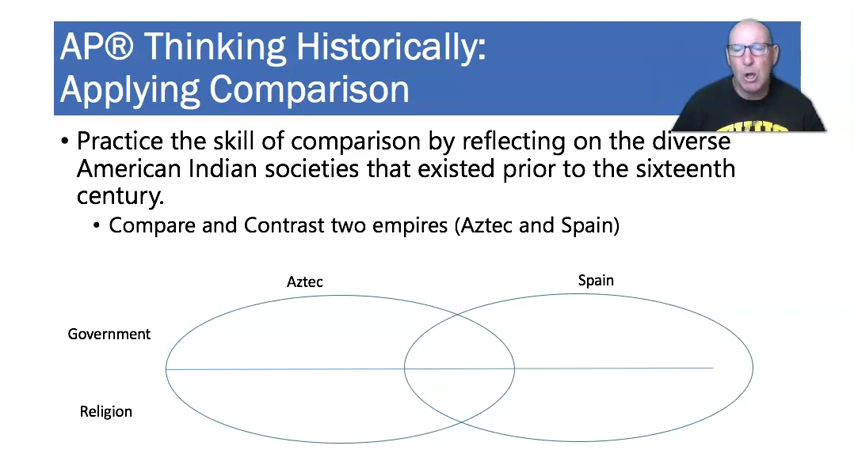 AP® Thinking Historically:
Applying Comparison
• Practice the skill of comparison by reflecting on the diverse
American Indian societies that existed prior to the sixteenth
century.
• Compare and Contrast two empires (Aztec and Spain)
Aztec
Spain
Government
Religion